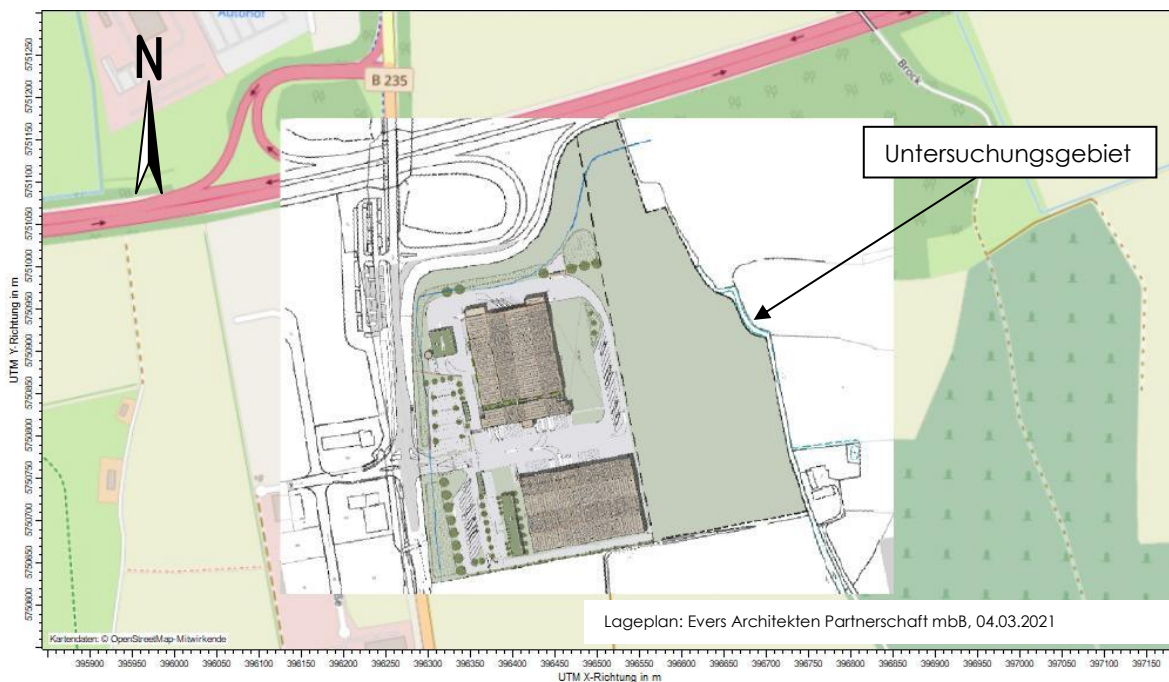 Autohof
N
B 235
Brock
Untersuchungsgebiet
Lageplan: Evers Architekten Partnerschaft mbB, 04.03.2021
Kartendaten: © OpenStreetMap-Mitwirkende
UTM Y-Richtung in m
5751250
5751200
5751150
5751100
5751050
5751000
5750950
5750900
5750850
5750800
5750750
5750700
5750650
5750600
395900 395950 396000 396050 396100 396150 396200 396250 396300 396350 396400 396450 396500 396550 396600 396650 396700 396750 396800 396850 396900 396950 397000 397050 397100 397150
UTM X-Richtung in m